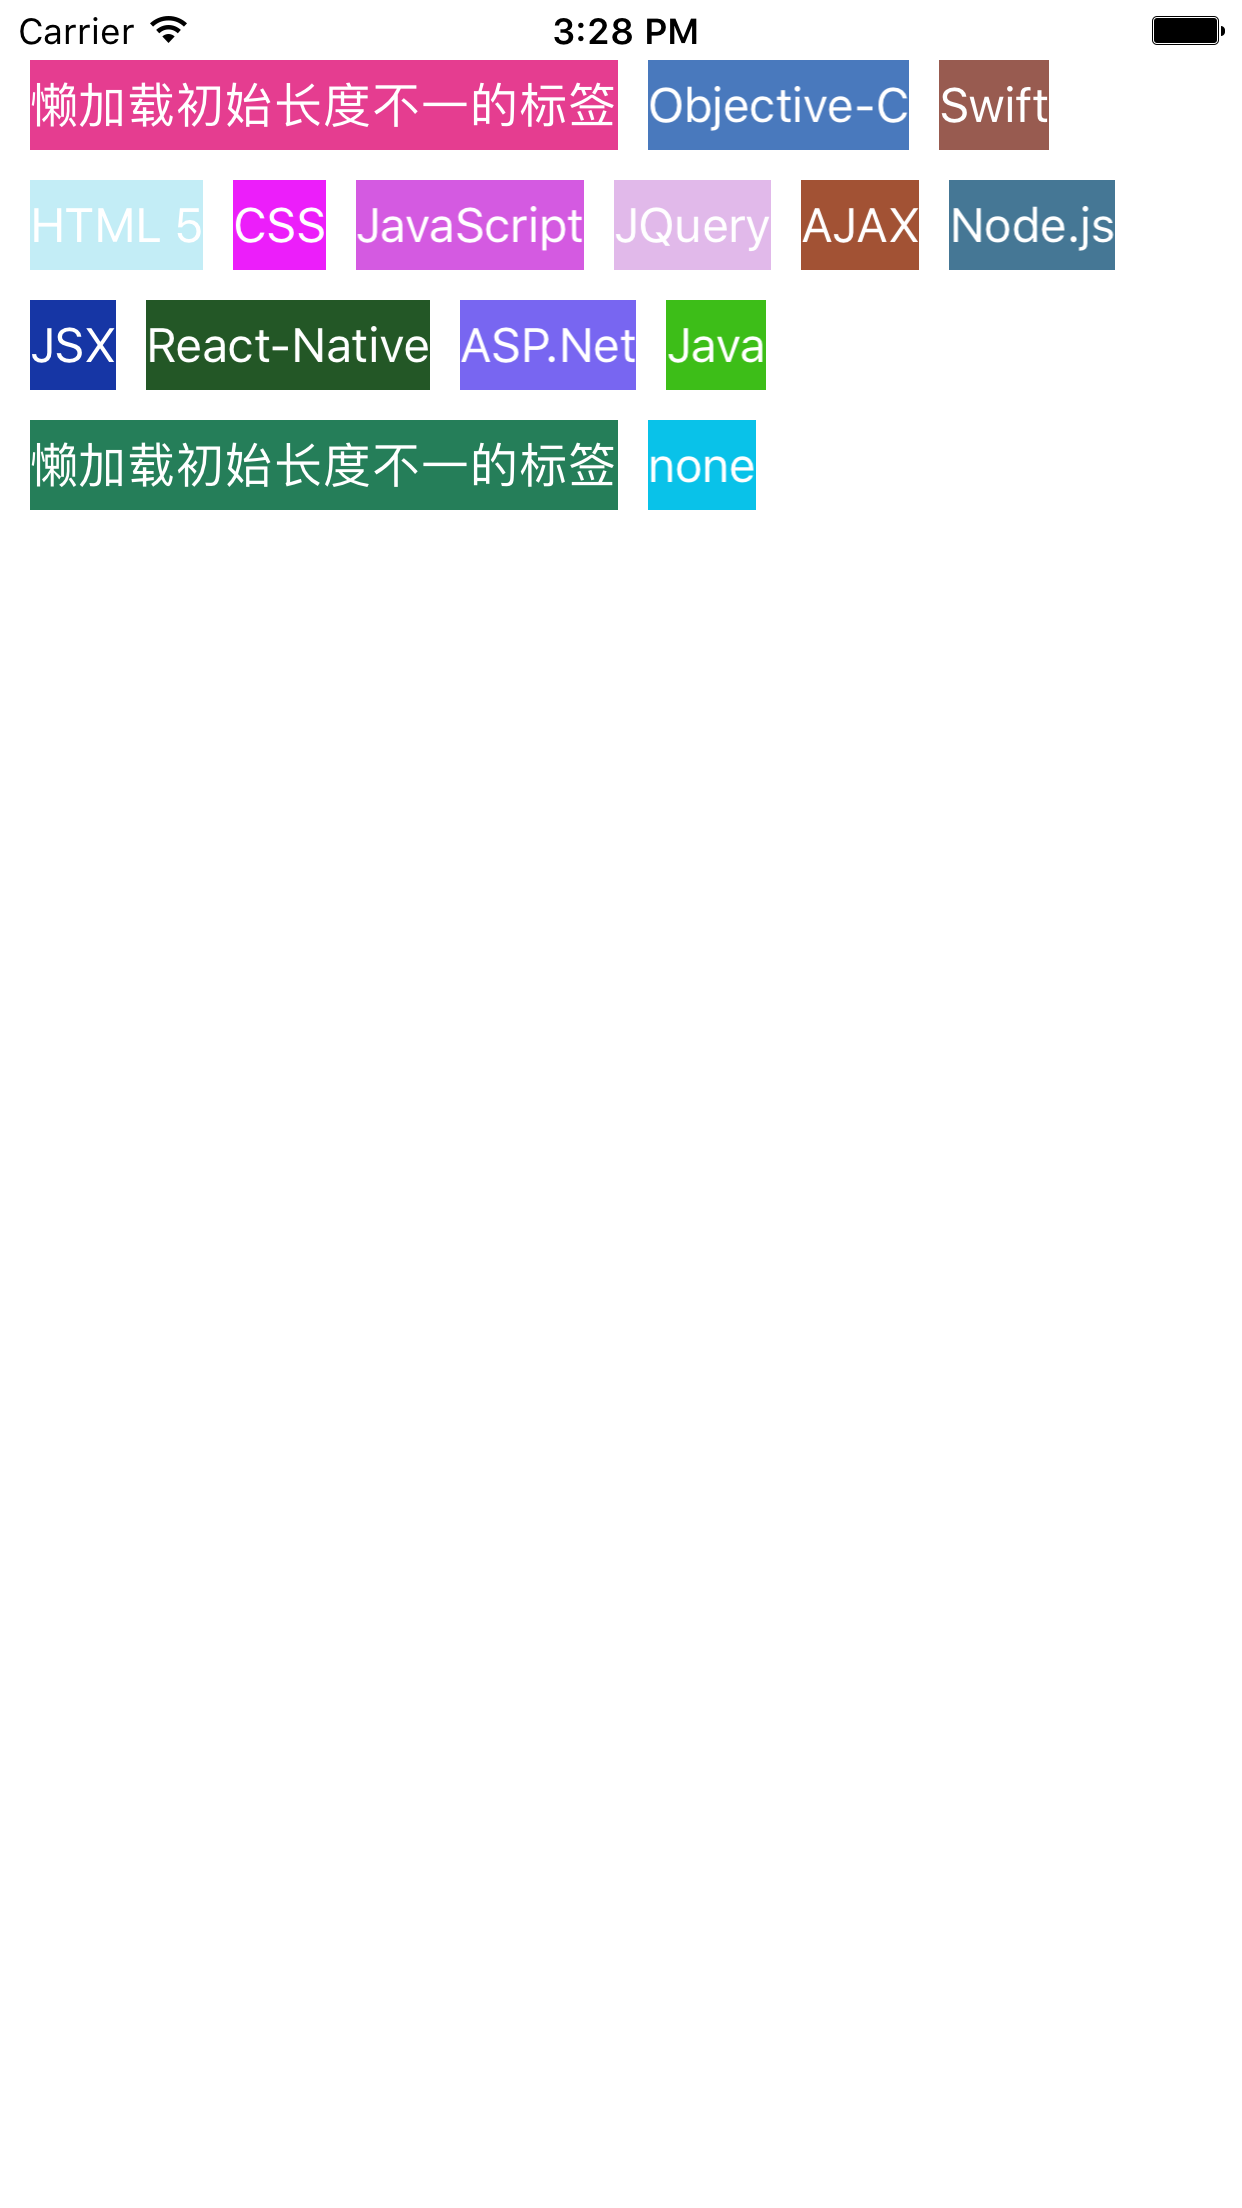 Carrier 3:28 PM
懒加载初始长度不一的标签 Objective-C Swift
HTML 5 CSS JavaScript JQuery AJAX Node.js
JSX React-Native ASP.Net Java
懒加载初始长度不一的标签 none